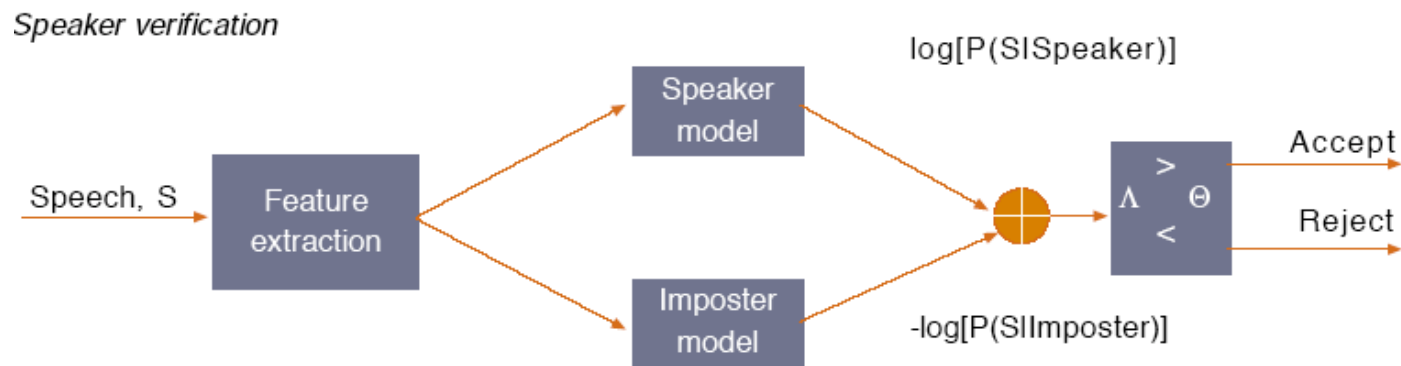 Speaker verification
log[P(SISpeaker)]
Speaker
model
Accept
Speech, S
Feature
extraction
>
Λ Θ
<
Reject
Imposter
model
-log[P(SIImposter)]